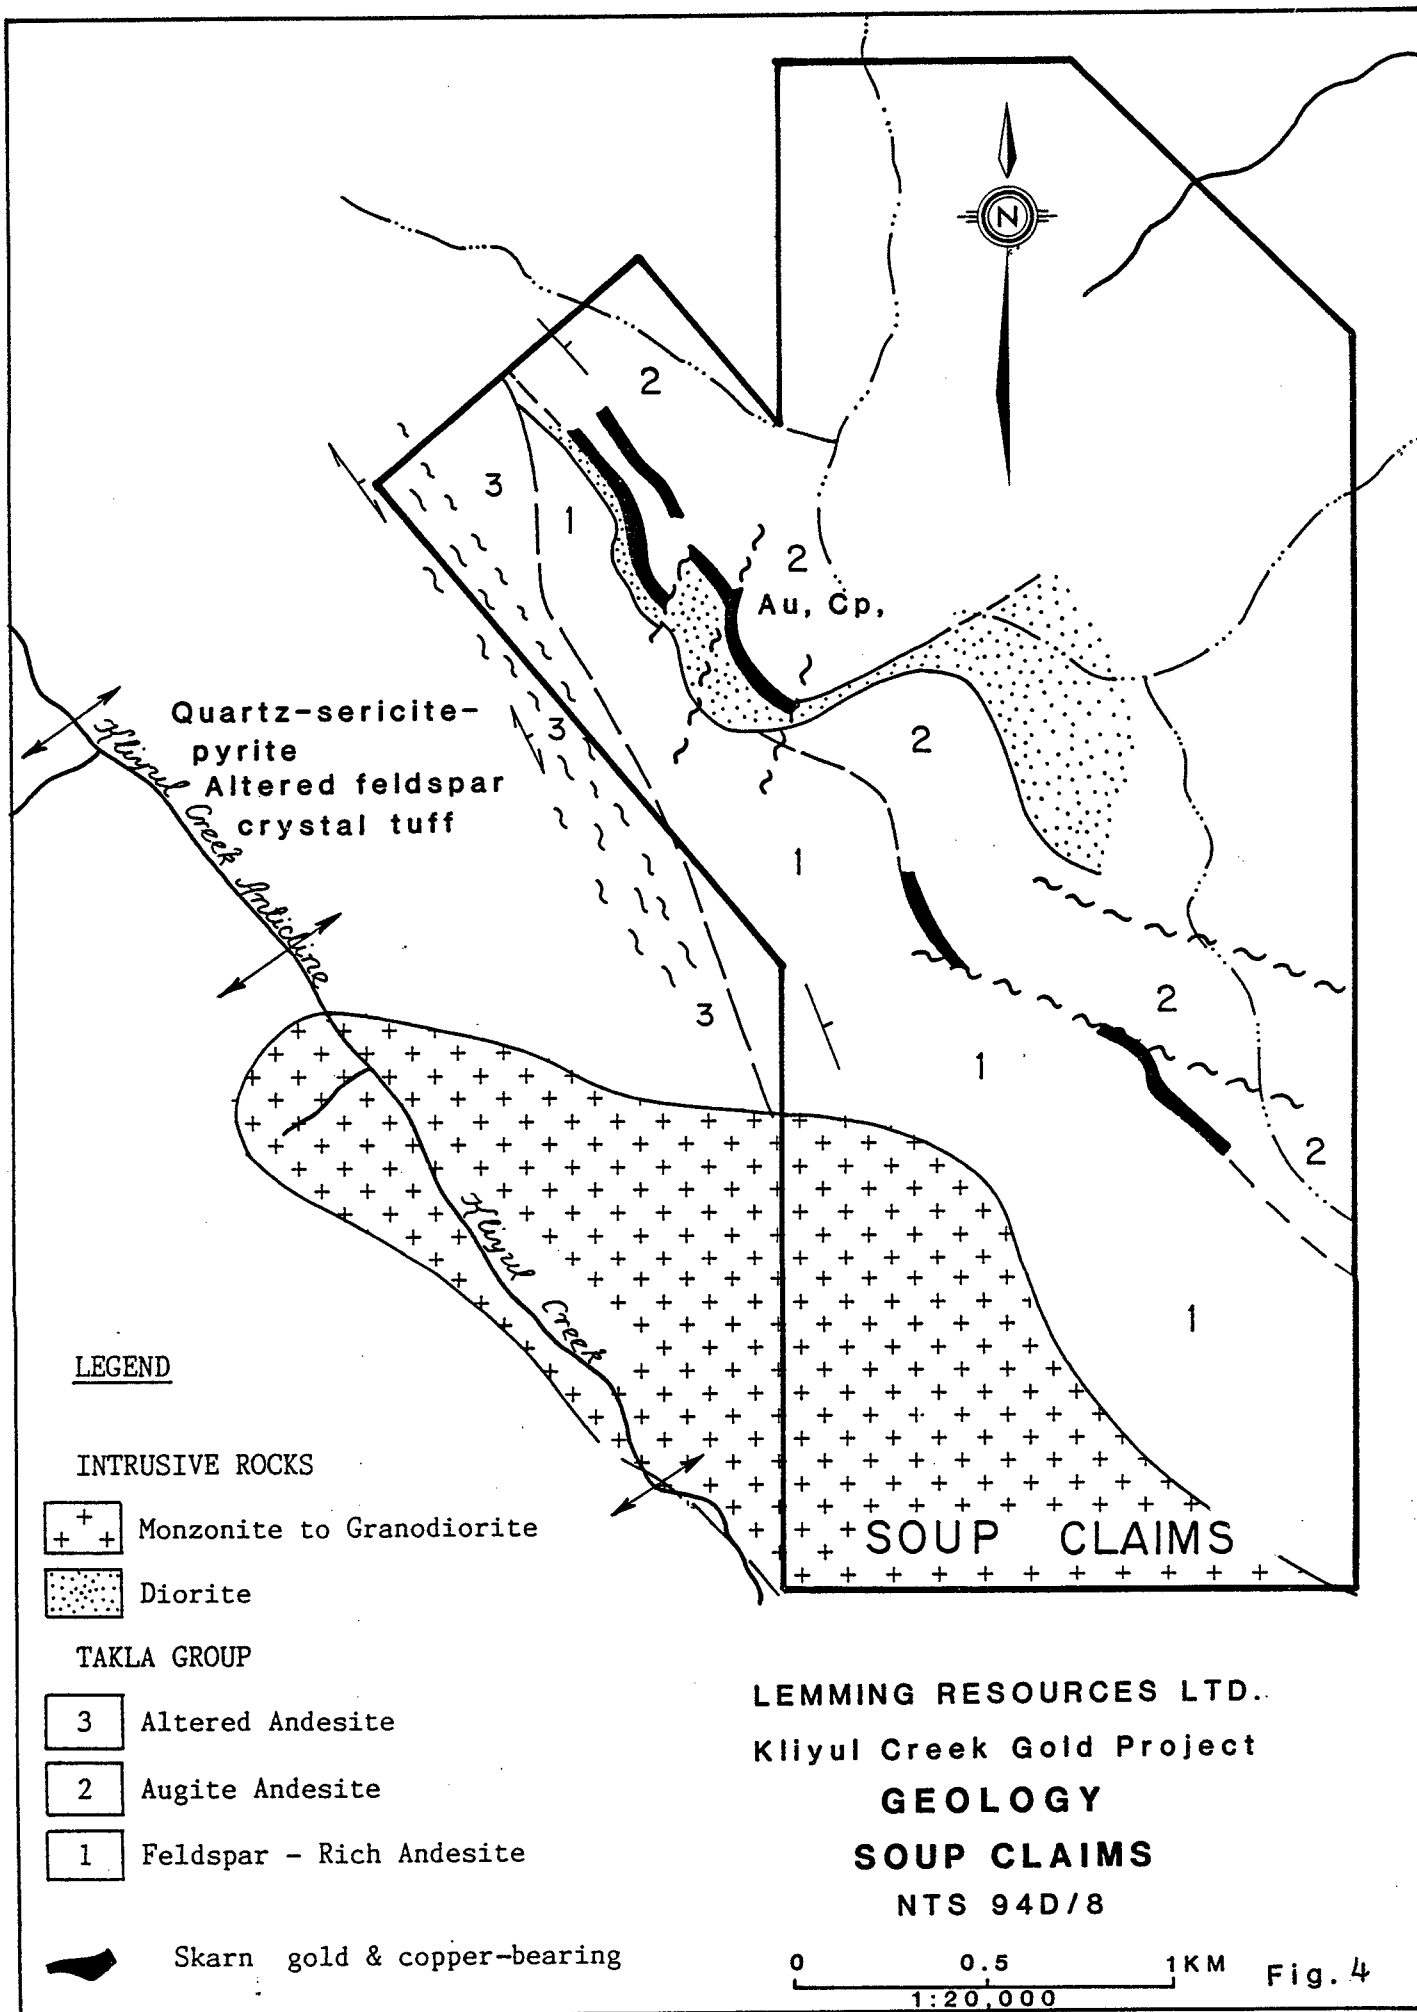 N
2
3
1
2
Au, Cp,
Quartz-sericite-
pyrite
Altered feldspar
crystal tuff
3
2
Kliyul Creek Anticline
1
3
2
1
2
Kliyul Creek
1
SOUP CLAIMS
LEGEND
INTRUSIVE ROCKS
Monzonite to Granodiorite
Diorite
TAKLA GROUP
3 Altered Andesite
2 Augite Andesite
1 Feldspar - Rich Andesite
Skarn gold & copper-bearing
LEMMING RESOURCES LTD.
Kliyul Creek Gold Project
GEOLOGY
SOUP CLAIMS
NTS 94D/8
0 0.5 1KM
1:20,000
Fig. 4